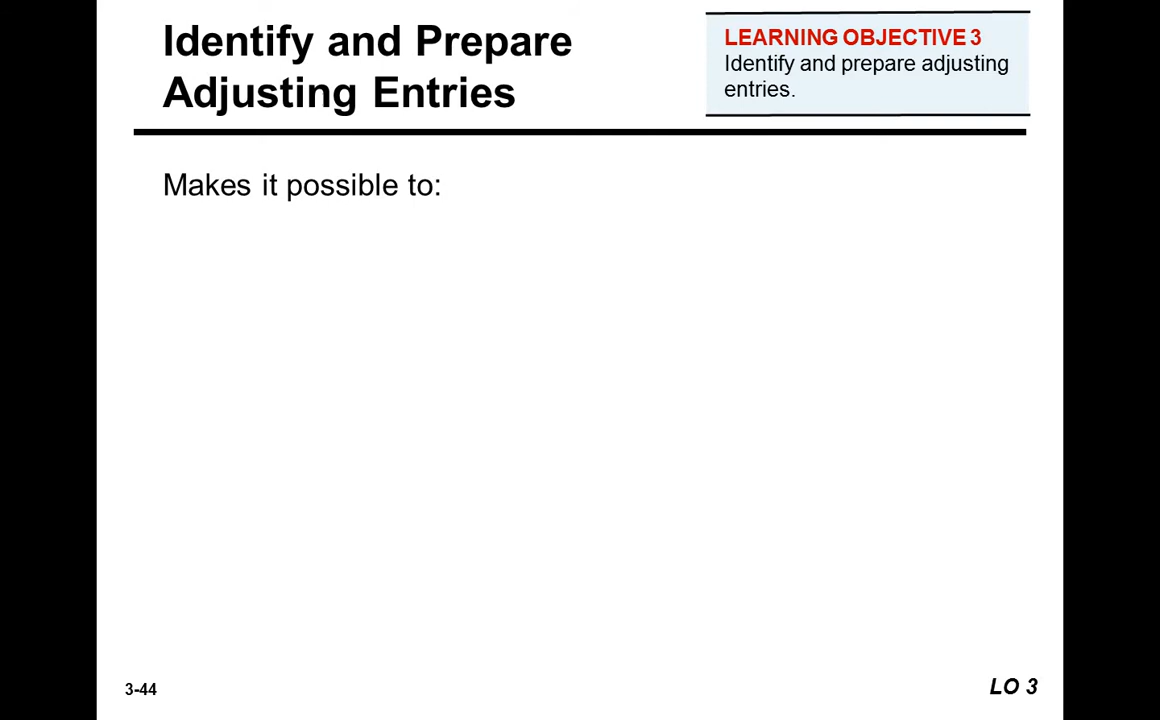 Identify and Prepare
Adjusting Entries
LEARNING OBJECTIVE 3
Identify and prepare adjusting
entries.
Makes it possible to:
3-44
LO 3